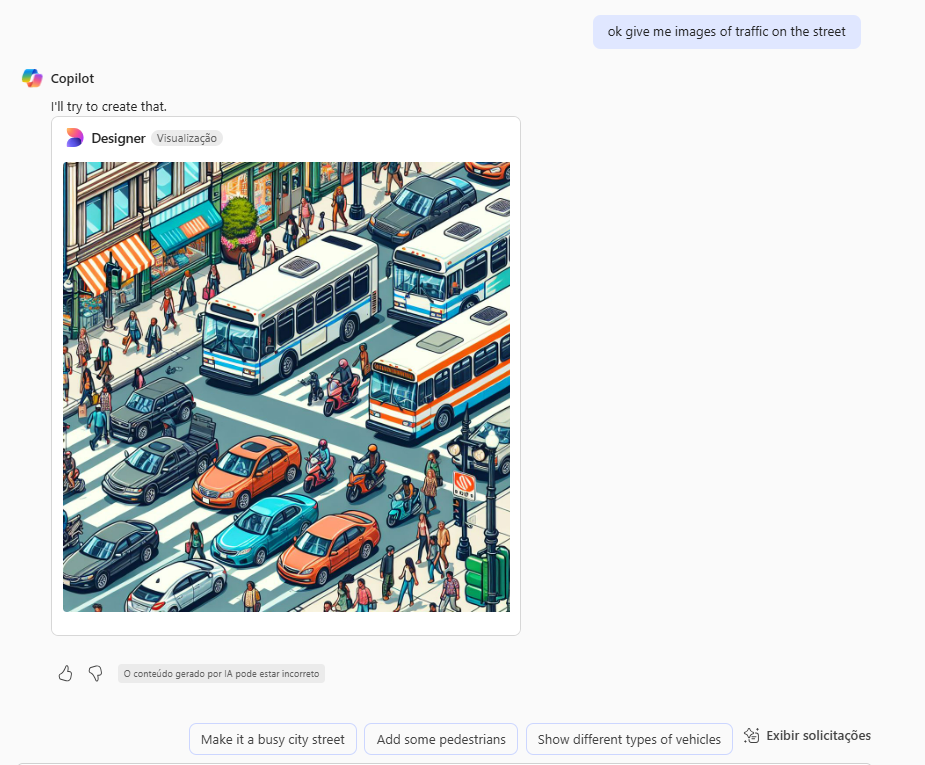 ok give me images of traffic on the street
Copilot
I'll try to create that.
Designer Visualização
O conteúdo gerado por IA pode estar incorreto
Make it a busy city street
Add some pedestrians
Show different types of vehicles
Exibir solicitações